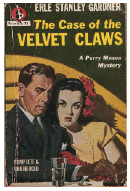 ERLE STANLEY GARDNER
The Case of the
VELVET CLAWS
A Perry Mason
Mystery
COMPLETE &
UNABRIDGED